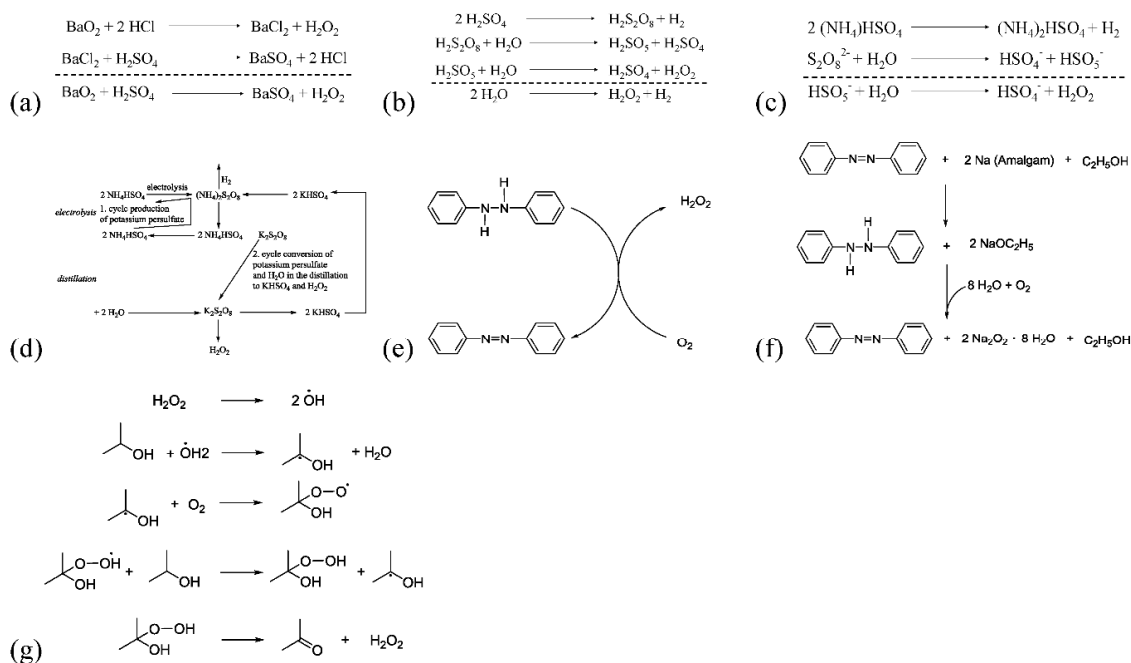 BaO₂ + 2 HCl → BaCl₂ + H₂O₂
BaCl₂ + H₂SO₄ → BaSO₄ + 2 HCl
BaO₂ + H₂SO₄ → BaSO₄ + H₂O₂
(a)
2 H₂SO₄ → H₂S₂O₈ + H₂
H₂S₂O₈ + H₂O → H₂SO₅ + H₂SO₄
H₂SO₅ + H₂O → H₂SO₄ + H₂O₂
2 H₂O → H₂O₂ + H₂
(b)
2 (NH₄)HSO₄ → (NH₄)₂HSO₄ + H₂
S₂O₈²⁻ + H₂O → HSO₄⁻ + HSO₅⁻
HSO₅⁻ + H₂O → HSO₄⁻ + H₂O₂
(c)
H₂
electrolysis
2 NH₄HSO₄ (NH₄)₂S₂O₈ 2 KHSO₄
electrolysis 1. cycle production
of potassium persulfate
2 NH₄HSO₄ 2 NH₄HSO₄ K₂S₂O₈
2. cycle conversion of
potassium persulfate
and H₂O in the distillation
to KHSO₄ and H₂O₂
distillation
+ 2 H₂O K₂S₂O₈ 2 KHSO₄
H₂O₂
(d)
H
N-N
H
H₂O₂
N=N
O₂
(e)
N=N + 2 Na (Amalgam) + C₂H₅OH
H
N-N + 2 NaOC₂H₅
H
8 H₂O + O₂
N=N + 2 Na₂O₂ · 8 H₂O + C₂H₅OH
(f)
H₂O₂ → 2 ȮH
OH + ȮH2 → OH + H₂O
OH + O₂ → O-O• OH
O-OḢ OH + OH → O-OH OH + OH
O-OH OH → O + H₂O₂
(g)